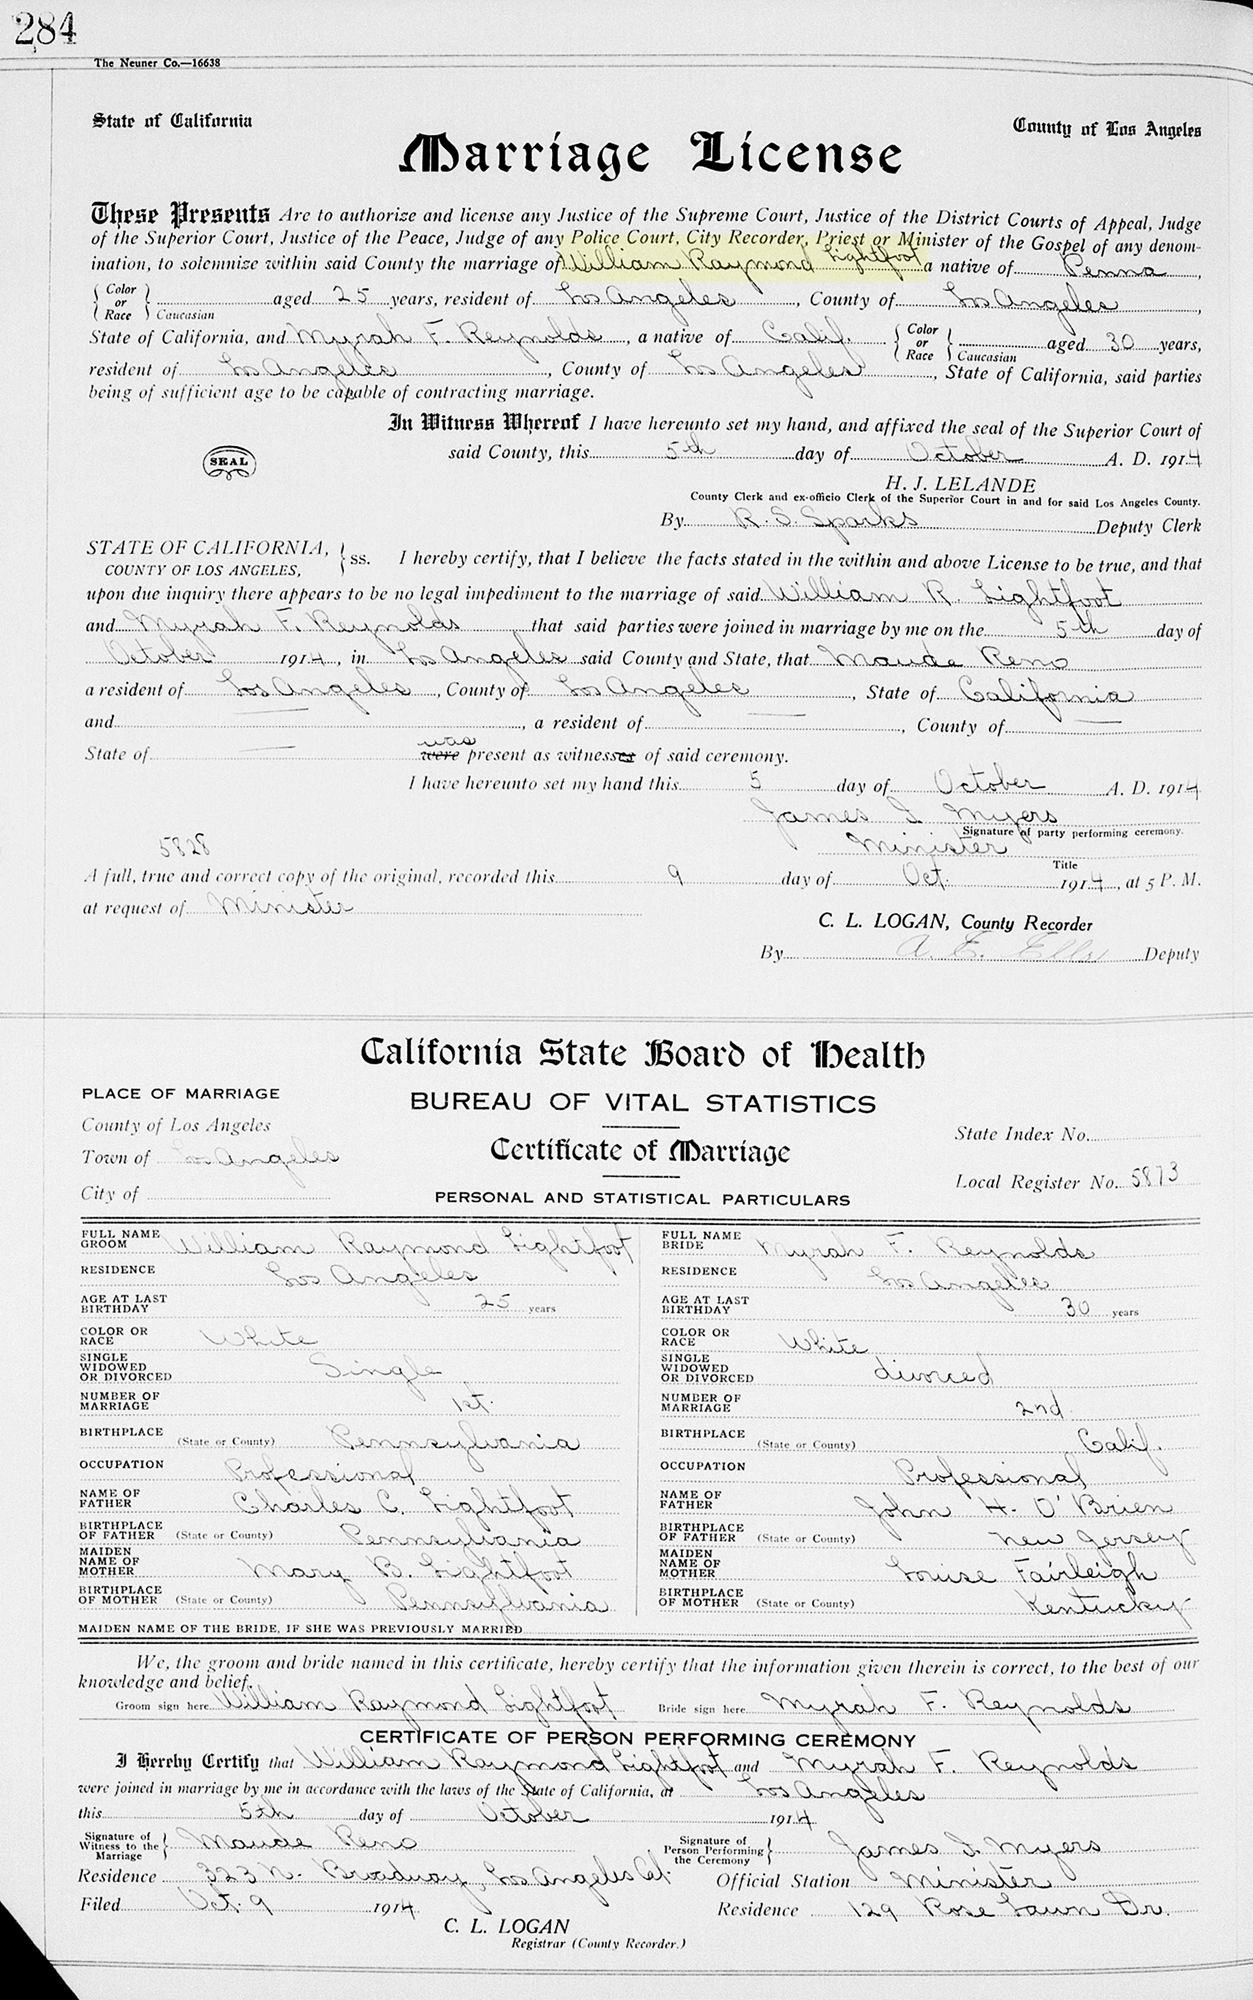 284
The Neuner Co.—16638
State of California
County of Los Angeles
Marriage License
These Presents Are to authorize and license any Justice of the Supreme Court, Justice of the District Courts of Appeal, Judge
of the Superior Court, Justice of the Peace, Judge of any Police Court, City Recorder, Priest or Minister of the Gospel of any denom-
ination, to solemnize within said County the marriage of William Raymond Lightfoot a native of Penna,
Color or Race Caucasian aged 25 years, resident of Los Angeles, County of Los Angeles,
State of California, and Myrah F. Reynolds, a native of Calif. Color or Race Caucasian aged 30 years,
resident of Los Angeles, County of Los Angeles, State of California, said parties
being of sufficient age to be capable of contracting marriage.
In Witness Whereof I have hereunto set my hand, and affixed the seal of the Superior Court of
SEAL
said County, this 5th day of October A. D. 1914
H. J. LELANDE
County Clerk and ex-officio Clerk of the Superior Court in and for said Los Angeles County.
By R. S. Sparks Deputy Clerk
STATE OF CALIFORNIA, COUNTY OF LOS ANGELES, ss. I hereby certify, that I believe the facts stated in the within and above License to be true, and that
upon due inquiry there appears to be no legal impediment to the marriage of said William R. Lightfoot
and Myrah F. Reynolds that said parties were joined in marriage by me on the 5th day of
October 1914, in Los Angeles said County and State, that Maude Reno
a resident of Los Angeles, County of Los Angeles, State of California
and, a resident of, County of
was
State of were present as witnesses of said ceremony.
I have hereunto set my hand this 5 day of October A. D. 1914
James I. Myers
Signature of party performing ceremony.
Minister
Title
5828
A full, true and correct copy of the original, recorded this 9 day of Oct. 1914, at 5 P. M.
at request of Minister
C. L. LOGAN, County Recorder
By A. E. Deputy
California State Board of Health
PLACE OF MARRIAGE
BUREAU OF VITAL STATISTICS
County of Los Angeles
Certificate of Marriage
State Index No.
Town of Los Angeles
Local Register No. 5873
City of
PERSONAL AND STATISTICAL PARTICULARS
FULL NAME GROOM William Raymond Lightfoot
FULL NAME BRIDE Myrah F. Reynolds
RESIDENCE Los Angeles
RESIDENCE Los Angeles
AGE AT LAST BIRTHDAY 25 years
AGE AT LAST BIRTHDAY 30 years
COLOR OR RACE White
COLOR OR RACE White
SINGLE WIDOWED OR DIVORCED Single
SINGLE WIDOWED OR DIVORCED divorced
NUMBER OF MARRIAGE 1st.
NUMBER OF MARRIAGE 2nd.
BIRTHPLACE (State or County) Pennsylvania
BIRTHPLACE (State or County) Calif.
OCCUPATION Professional
OCCUPATION Professional
NAME OF FATHER Charles C. Lightfoot
NAME OF FATHER John H. O'Brien
BIRTHPLACE OF FATHER (State or County) Pennsylvania
BIRTHPLACE OF FATHER (State or County) New Jersey
MAIDEN NAME OF MOTHER Mary B. Lightfoot
MAIDEN NAME OF MOTHER Louise Fairleigh
BIRTHPLACE OF MOTHER (State or County) Pennsylvania
BIRTHPLACE OF MOTHER (State or County) Kentucky
MAIDEN NAME OF THE BRIDE, IF SHE WAS PREVIOUSLY MARRIED
We, the groom and bride named in this certificate, hereby certify that the information given therein is correct, to the best of our
knowledge and belief.
Groom sign here William Raymond Lightfoot Bride sign here Myrah F. Reynolds
CERTIFICATE OF PERSON PERFORMING CEREMONY
I Hereby Certify that William Raymond Lightfoot and Myrah F. Reynolds
were joined in marriage by me in accordance with the laws of the State of California, at Los Angeles
this 5th day of October 1914
Signature of Witness to the Marriage Maude Reno
Signature of Person Performing the Ceremony James I. Myers
Residence 323 N. Broadway, Los Angeles Cal.
Official Station Minister
Filed Oct. 9 1914
Residence 129 Rose Lawn Dr.
C. L. LOGAN
Registrar (County Recorder.)